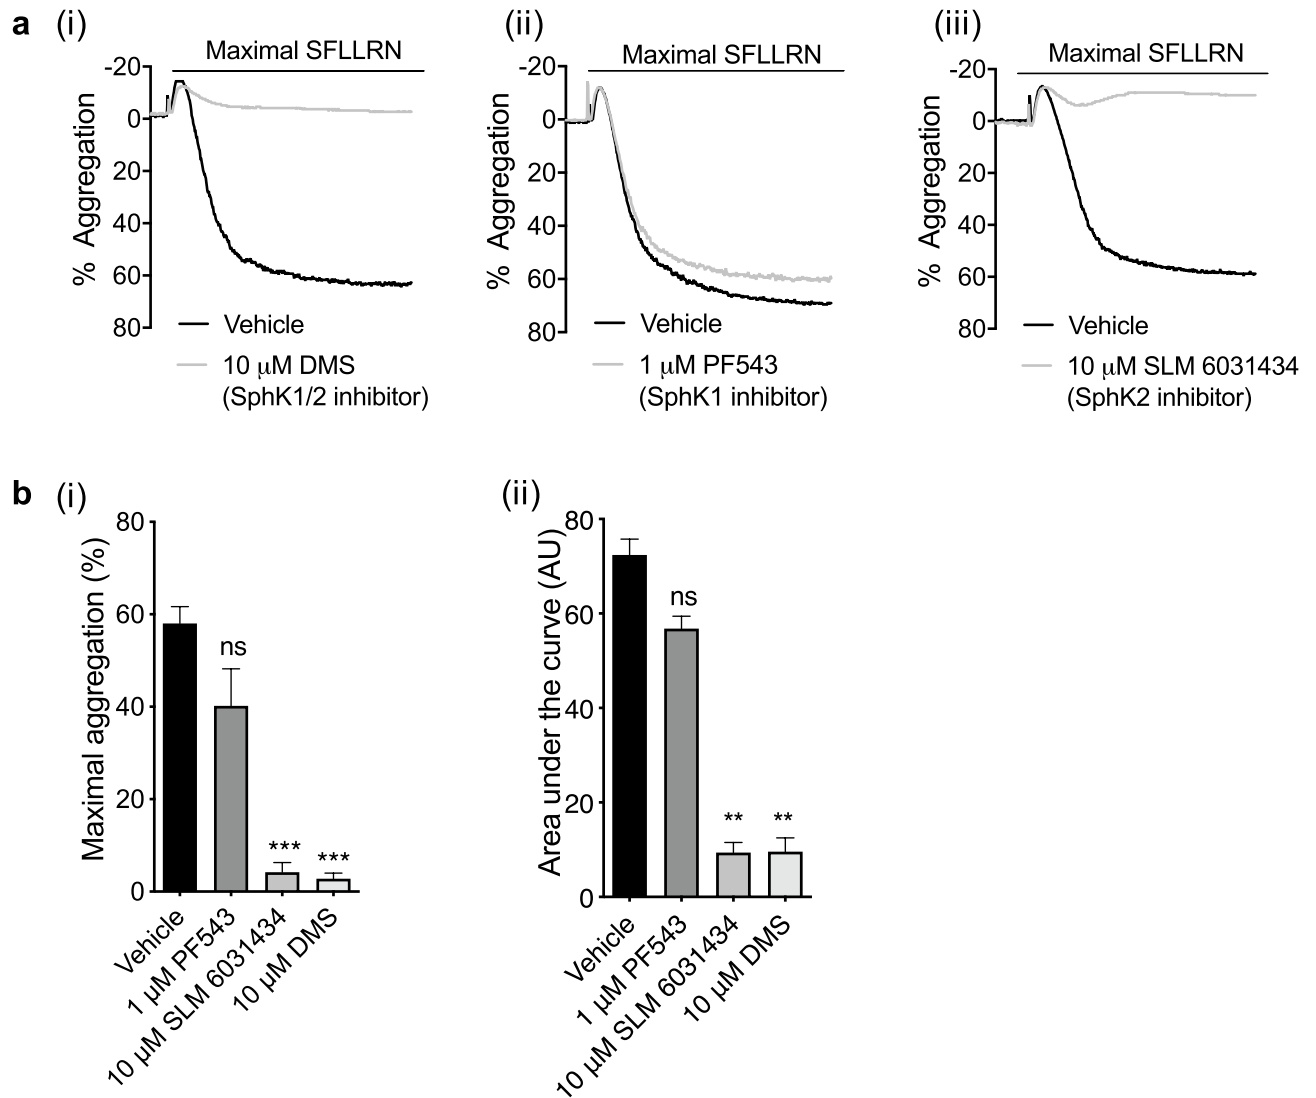 a (i)
Maximal SFLLRN
-20
0
20
40
60
80
% Aggregation
Vehicle
10 μM DMS
(SphK1/2 inhibitor)
(ii)
Maximal SFLLRN
-20
0
20
40
60
80
% Aggregation
Vehicle
1 μM PF543
(SphK1 inhibitor)
(iii)
Maximal SFLLRN
-20
0
20
40
60
80
% Aggregation
Vehicle
10 μM SLM 6031434
(SphK2 inhibitor)
b (i)
80
60
40
20
0
Maximal aggregation (%)
ns
***
***
Vehicle
1 μM PF543
10 μM SLM 6031434
10 μM DMS
(ii)
80
60
40
20
0
Area under the curve (AU)
ns
**
**
Vehicle
1 μM PF543
10 μM SLM 6031434
10 μM DMS